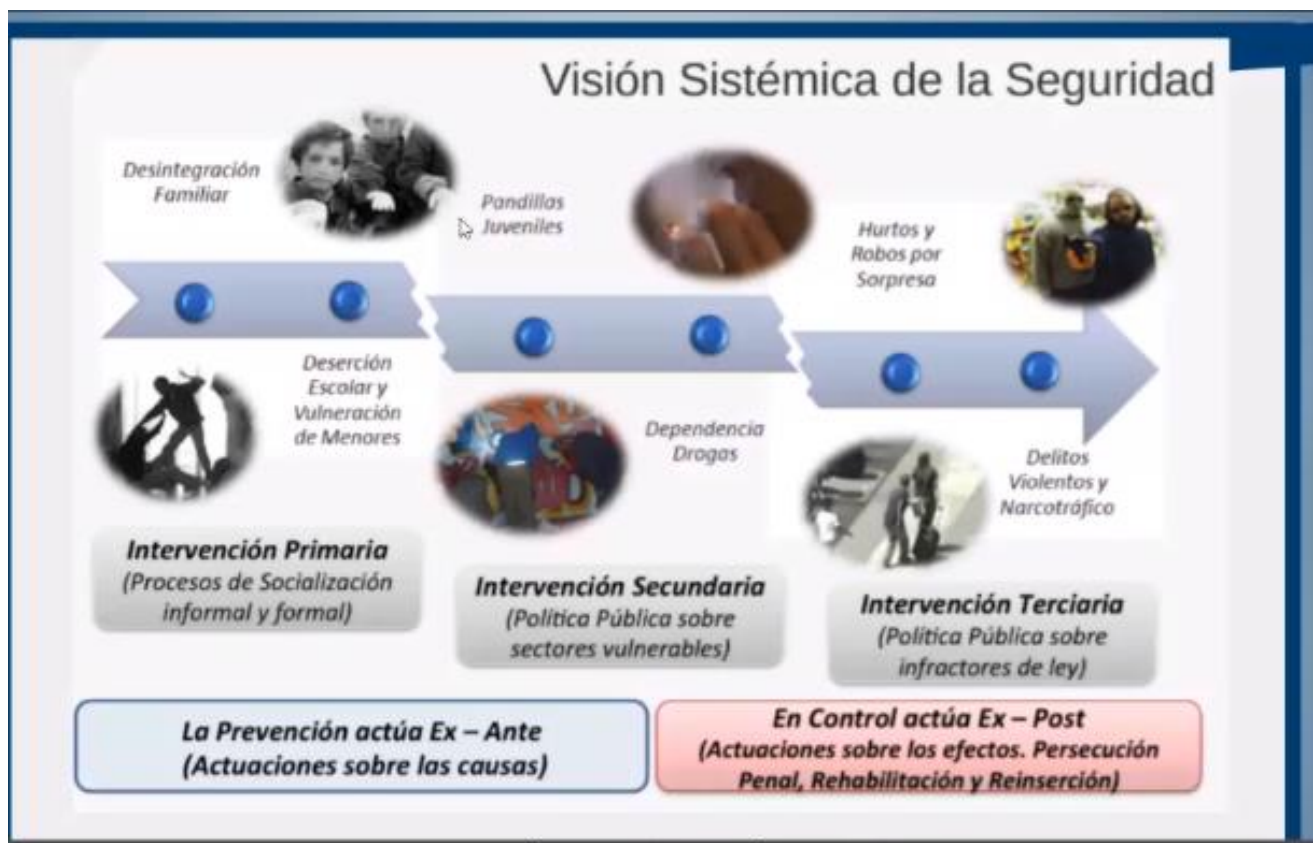 Visión Sistémica de la Seguridad
Desintegración
Familiar
Pandillas
Juveniles
Hurtos y
Robos por
Sorpresa
Deserción
Escolar y
Vulneración
de Menores
Dependencia
Drogas
Delitos
Violentos y
Narcotráfico
Intervención Primaria
(Procesos de Socialización
informal y formal)
Intervención Secundaria
(Política Pública sobre
sectores vulnerables)
Intervención Terciaria
(Política Pública sobre
infractores de ley)
La Prevención actúa Ex – Ante
(Actuaciones sobre las causas)
En Control actúa Ex – Post
(Actuaciones sobre los efectos. Persecución
Penal, Rehabilitación y Reinserción)